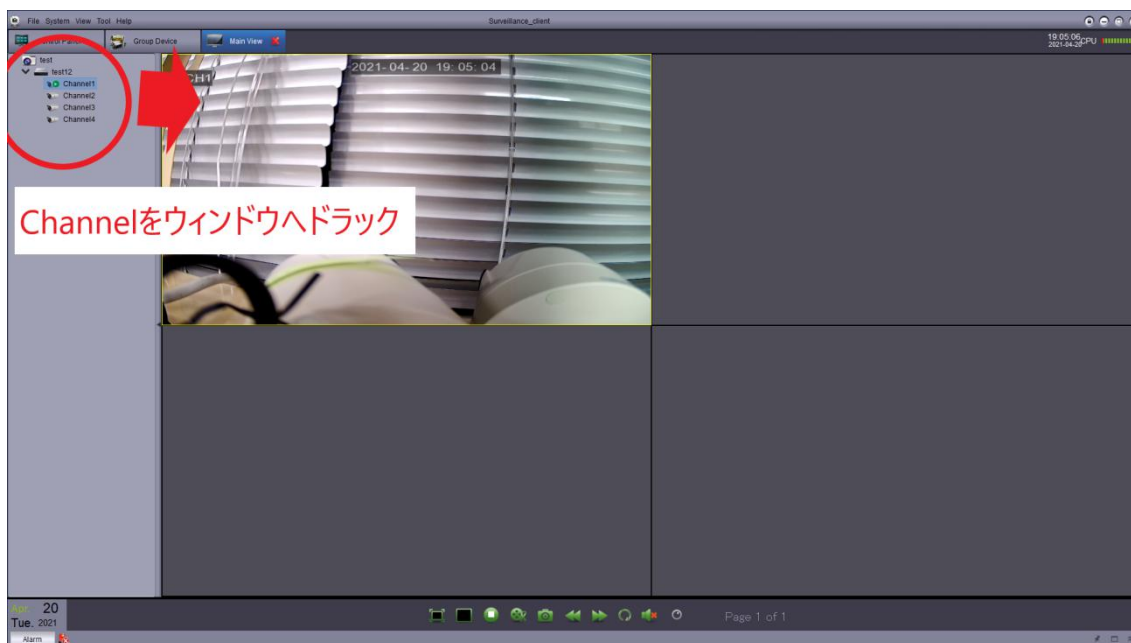 File System View Tool Help
Surveillance_client
Group Device
Main View
19:05:06
CPU
2021-04-20
test
test12
Channel1
Channel2
Channel3
Channel4
CH1
2021-04-20 19:05:04
Channelをウィンドウへドラック
Apr. 20
Tue. 2021
Page 1 of 1
Alarm